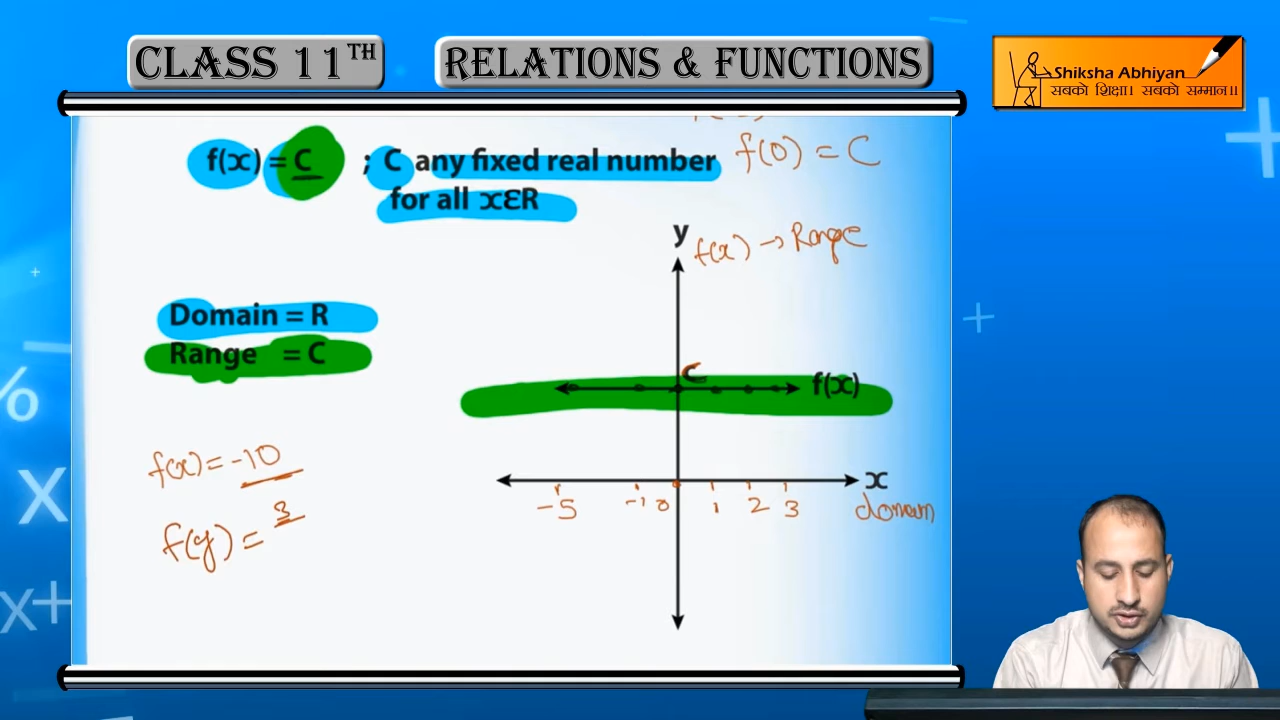 CLASS 11TH
RELATIONS & FUNCTIONS
Shiksha Abhiyan
सबको शिक्षा। सबको सम्मान॥
f(x) = C ; C any fixed real number
for all xƐR
f(0) = C
y
f(x) → Range
Domain = R
Range = C
C
f(x)
x
-5 -1 0 1 2 3
domain
f(x) = -10
f(y) = 3